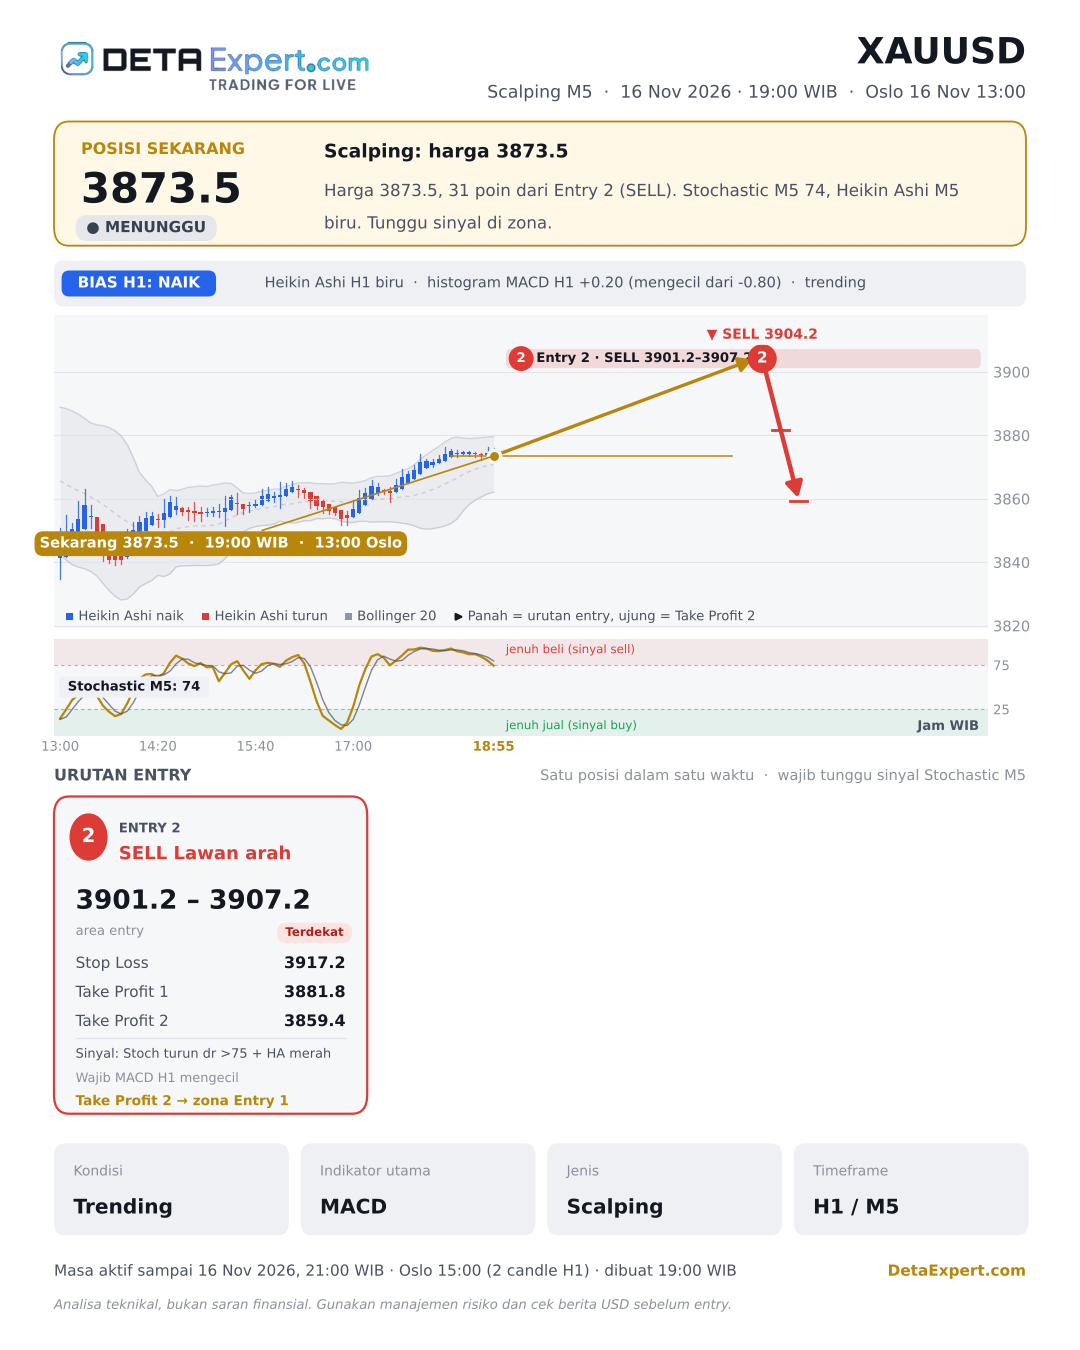 DETA Expert.com
TRADING FOR LIVE
XAUUSD
Scalping M5 · 16 Nov 2026 · 19:00 WIB · Oslo 16 Nov 13:00
POSISI SEKARANG
3873.5
● MENUNGGU
Scalping: harga 3873.5
Harga 3873.5, 31 poin dari Entry 2 (SELL). Stochastic M5 74, Heikin Ashi M5
biru. Tunggu sinyal di zona.
BIAS H1: NAIK
Heikin Ashi H1 biru · histogram MACD H1 +0.20 (mengecil dari -0.80) · trending
▼ SELL 3904.2
2 Entry 2 · SELL 3901.2–3907.2
2
3900
3880
3860
3840
3820
Sekarang 3873.5 · 19:00 WIB · 13:00 Oslo
Heikin Ashi naik
Heikin Ashi turun
Bollinger 20
Panah = urutan entry, ujung = Take Profit 2
jenuh beli (sinyal sell)
75
Stochastic M5: 74
25
jenuh jual (sinyal buy)
Jam WIB
13:00 14:20 15:40 17:00 18:55
URUTAN ENTRY
Satu posisi dalam satu waktu · wajib tunggu sinyal Stochastic M5
2
ENTRY 2
SELL Lawan arah
3901.2 – 3907.2
area entry
Terdekat
Stop Loss 3917.2
Take Profit 1 3881.8
Take Profit 2 3859.4
Sinyal: Stoch turun dr >75 + HA merah
Wajib MACD H1 mengecil
Take Profit 2 → zona Entry 1
Kondisi
Trending
Indikator utama
MACD
Jenis
Scalping
Timeframe
H1 / M5
Masa aktif sampai 16 Nov 2026, 21:00 WIB · Oslo 15:00 (2 candle H1) · dibuat 19:00 WIB
DetaExpert.com
Analisa teknikal, bukan saran finansial. Gunakan manajemen risiko dan cek berita USD sebelum entry.